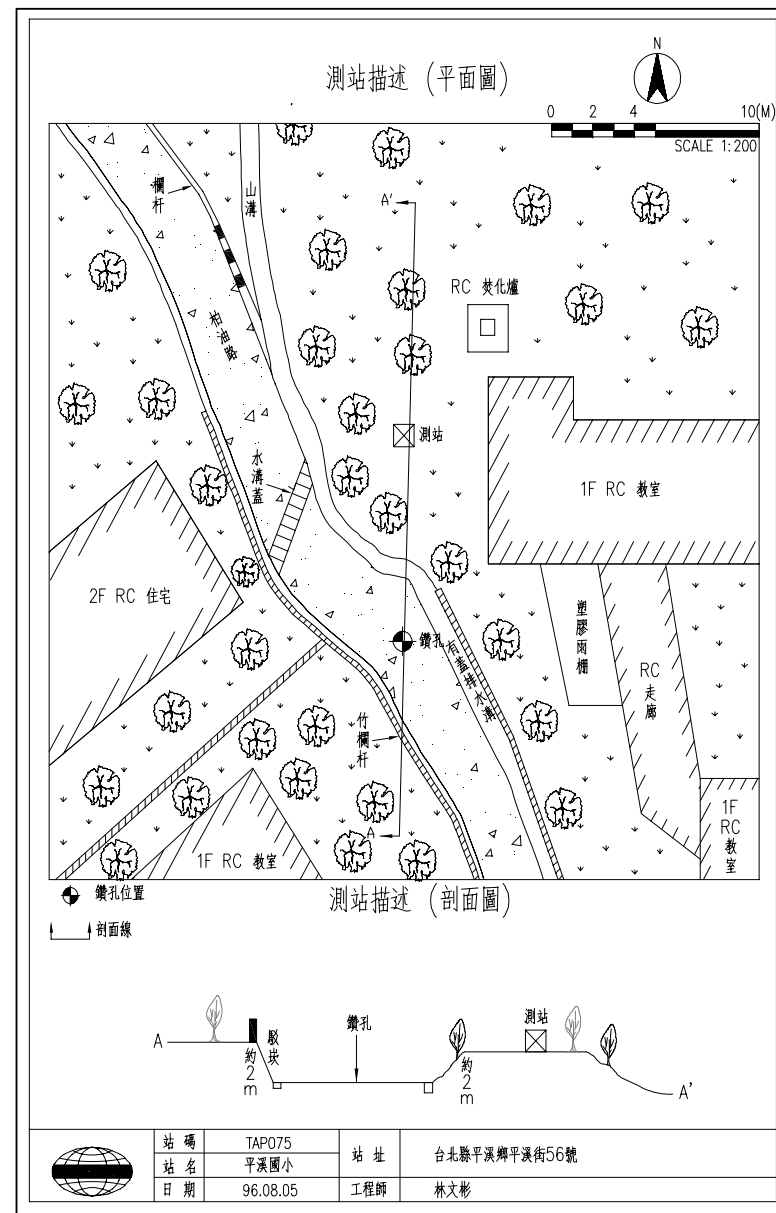 測站描述 (平面圖)
N
0 2 4 10(M)
SCALE 1:200
欄杆
山溝
A'
RC 焚化爐
柏油路
測站
水溝蓋
1F RC 教室
2F RC 住宅
塑膠雨棚
鑽孔
有蓋排水溝
RC 走廊
竹欄杆
A
1F RC 教室
1F RC 教室
鑽孔位置
測站描述 (剖面圖)
剖面線
A
駁崁
約2m
鑽孔
測站
約2m
A'
站碼 TAP075
站名 平溪國小
站址 台北縣平溪鄉平溪街56號
日期 96.08.05
工程師 林文彬